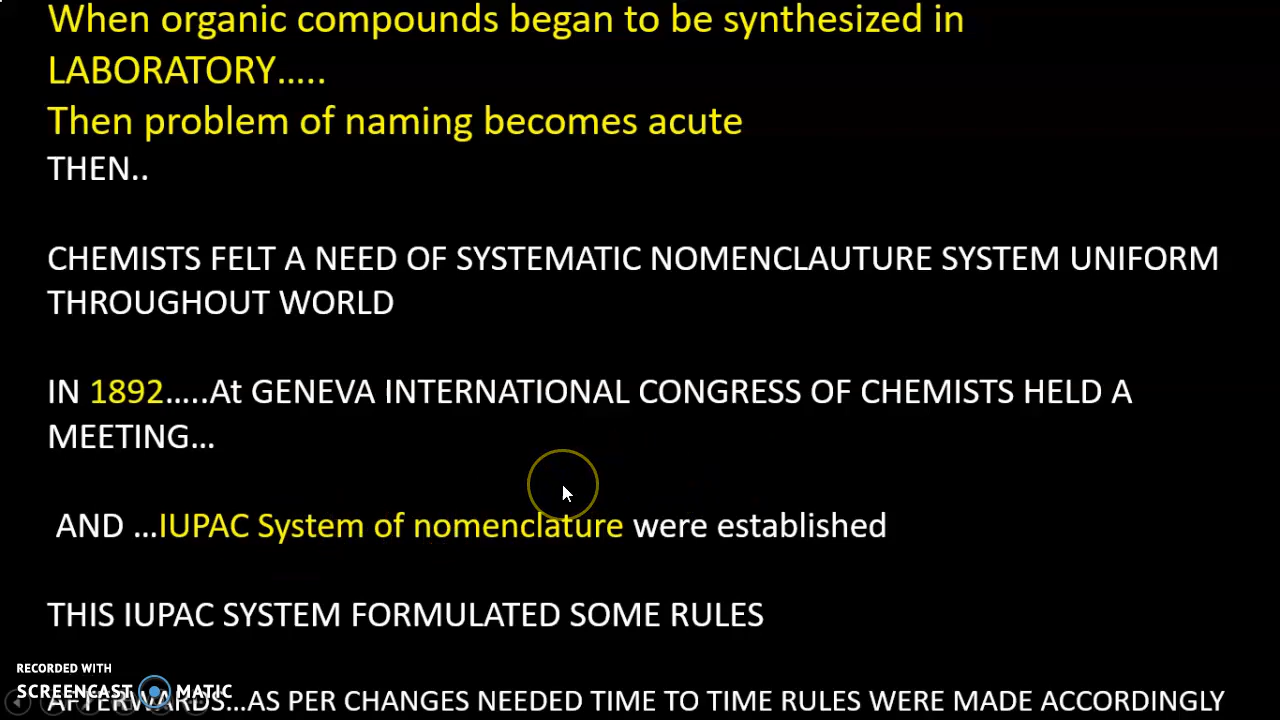 When organic compounds began to be synthesized in
LABORATORY…..
Then problem of naming becomes acute
THEN..
CHEMISTS FELT A NEED OF SYSTEMATIC NOMENCLAUTURE SYSTEM UNIFORM
THROUGHOUT WORLD
IN 1892…..At GENEVA INTERNATIONAL CONGRESS OF CHEMISTS HELD A
MEETING…
AND …IUPAC System of nomenclature were established
THIS IUPAC SYSTEM FORMULATED SOME RULES
RECORDED WITH
SCREENCAST MATIC
AFTERWARDS…AS PER CHANGES NEEDED TIME TO TIME RULES WERE MADE ACCORDINGLY